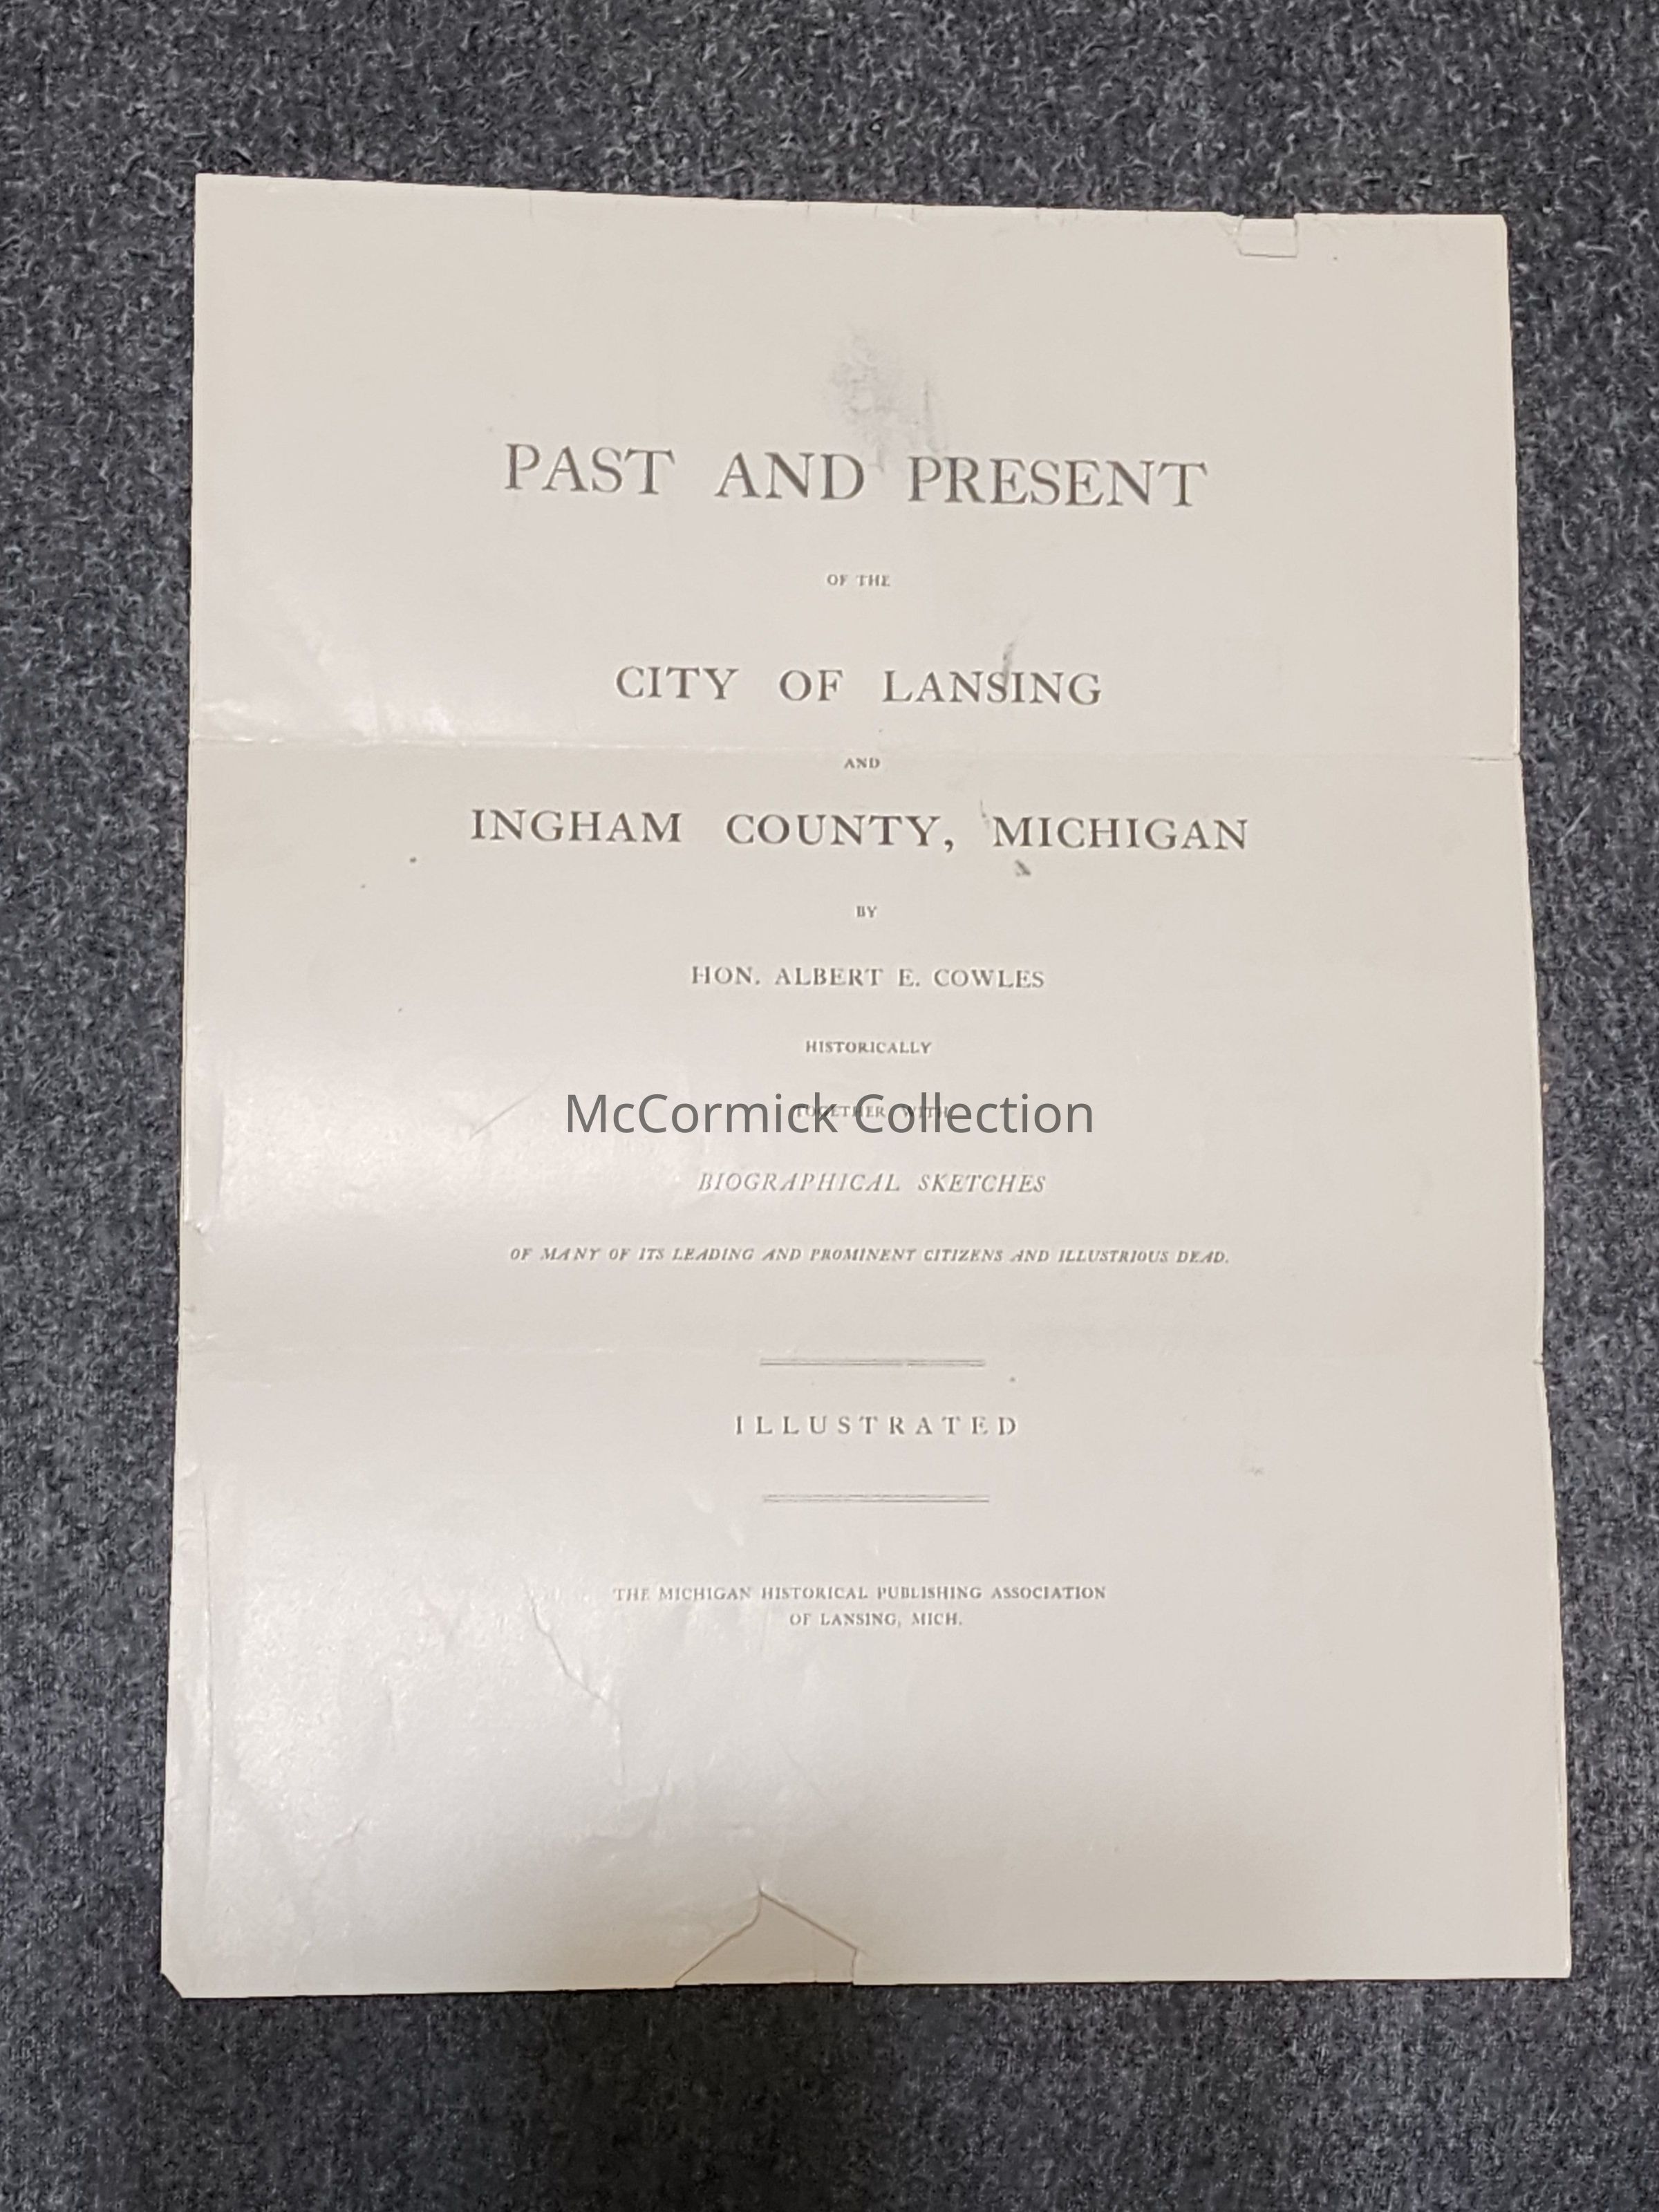 PAST AND PRESENT
OF THE
CITY OF LANSING
AND
INGHAM COUNTY, MICHIGAN
BY
HON. ALBERT E. COWLES
HISTORICALLY
TOGETHER WITH
McCormick Collection
BIOGRAPHICAL SKETCHES
OF MANY OF ITS LEADING AND PROMINENT CITIZENS AND ILLUSTRIOUS DEAD.
ILLUSTRATED
THE MICHIGAN HISTORICAL PUBLISHING ASSOCIATION
OF LANSING, MICH.